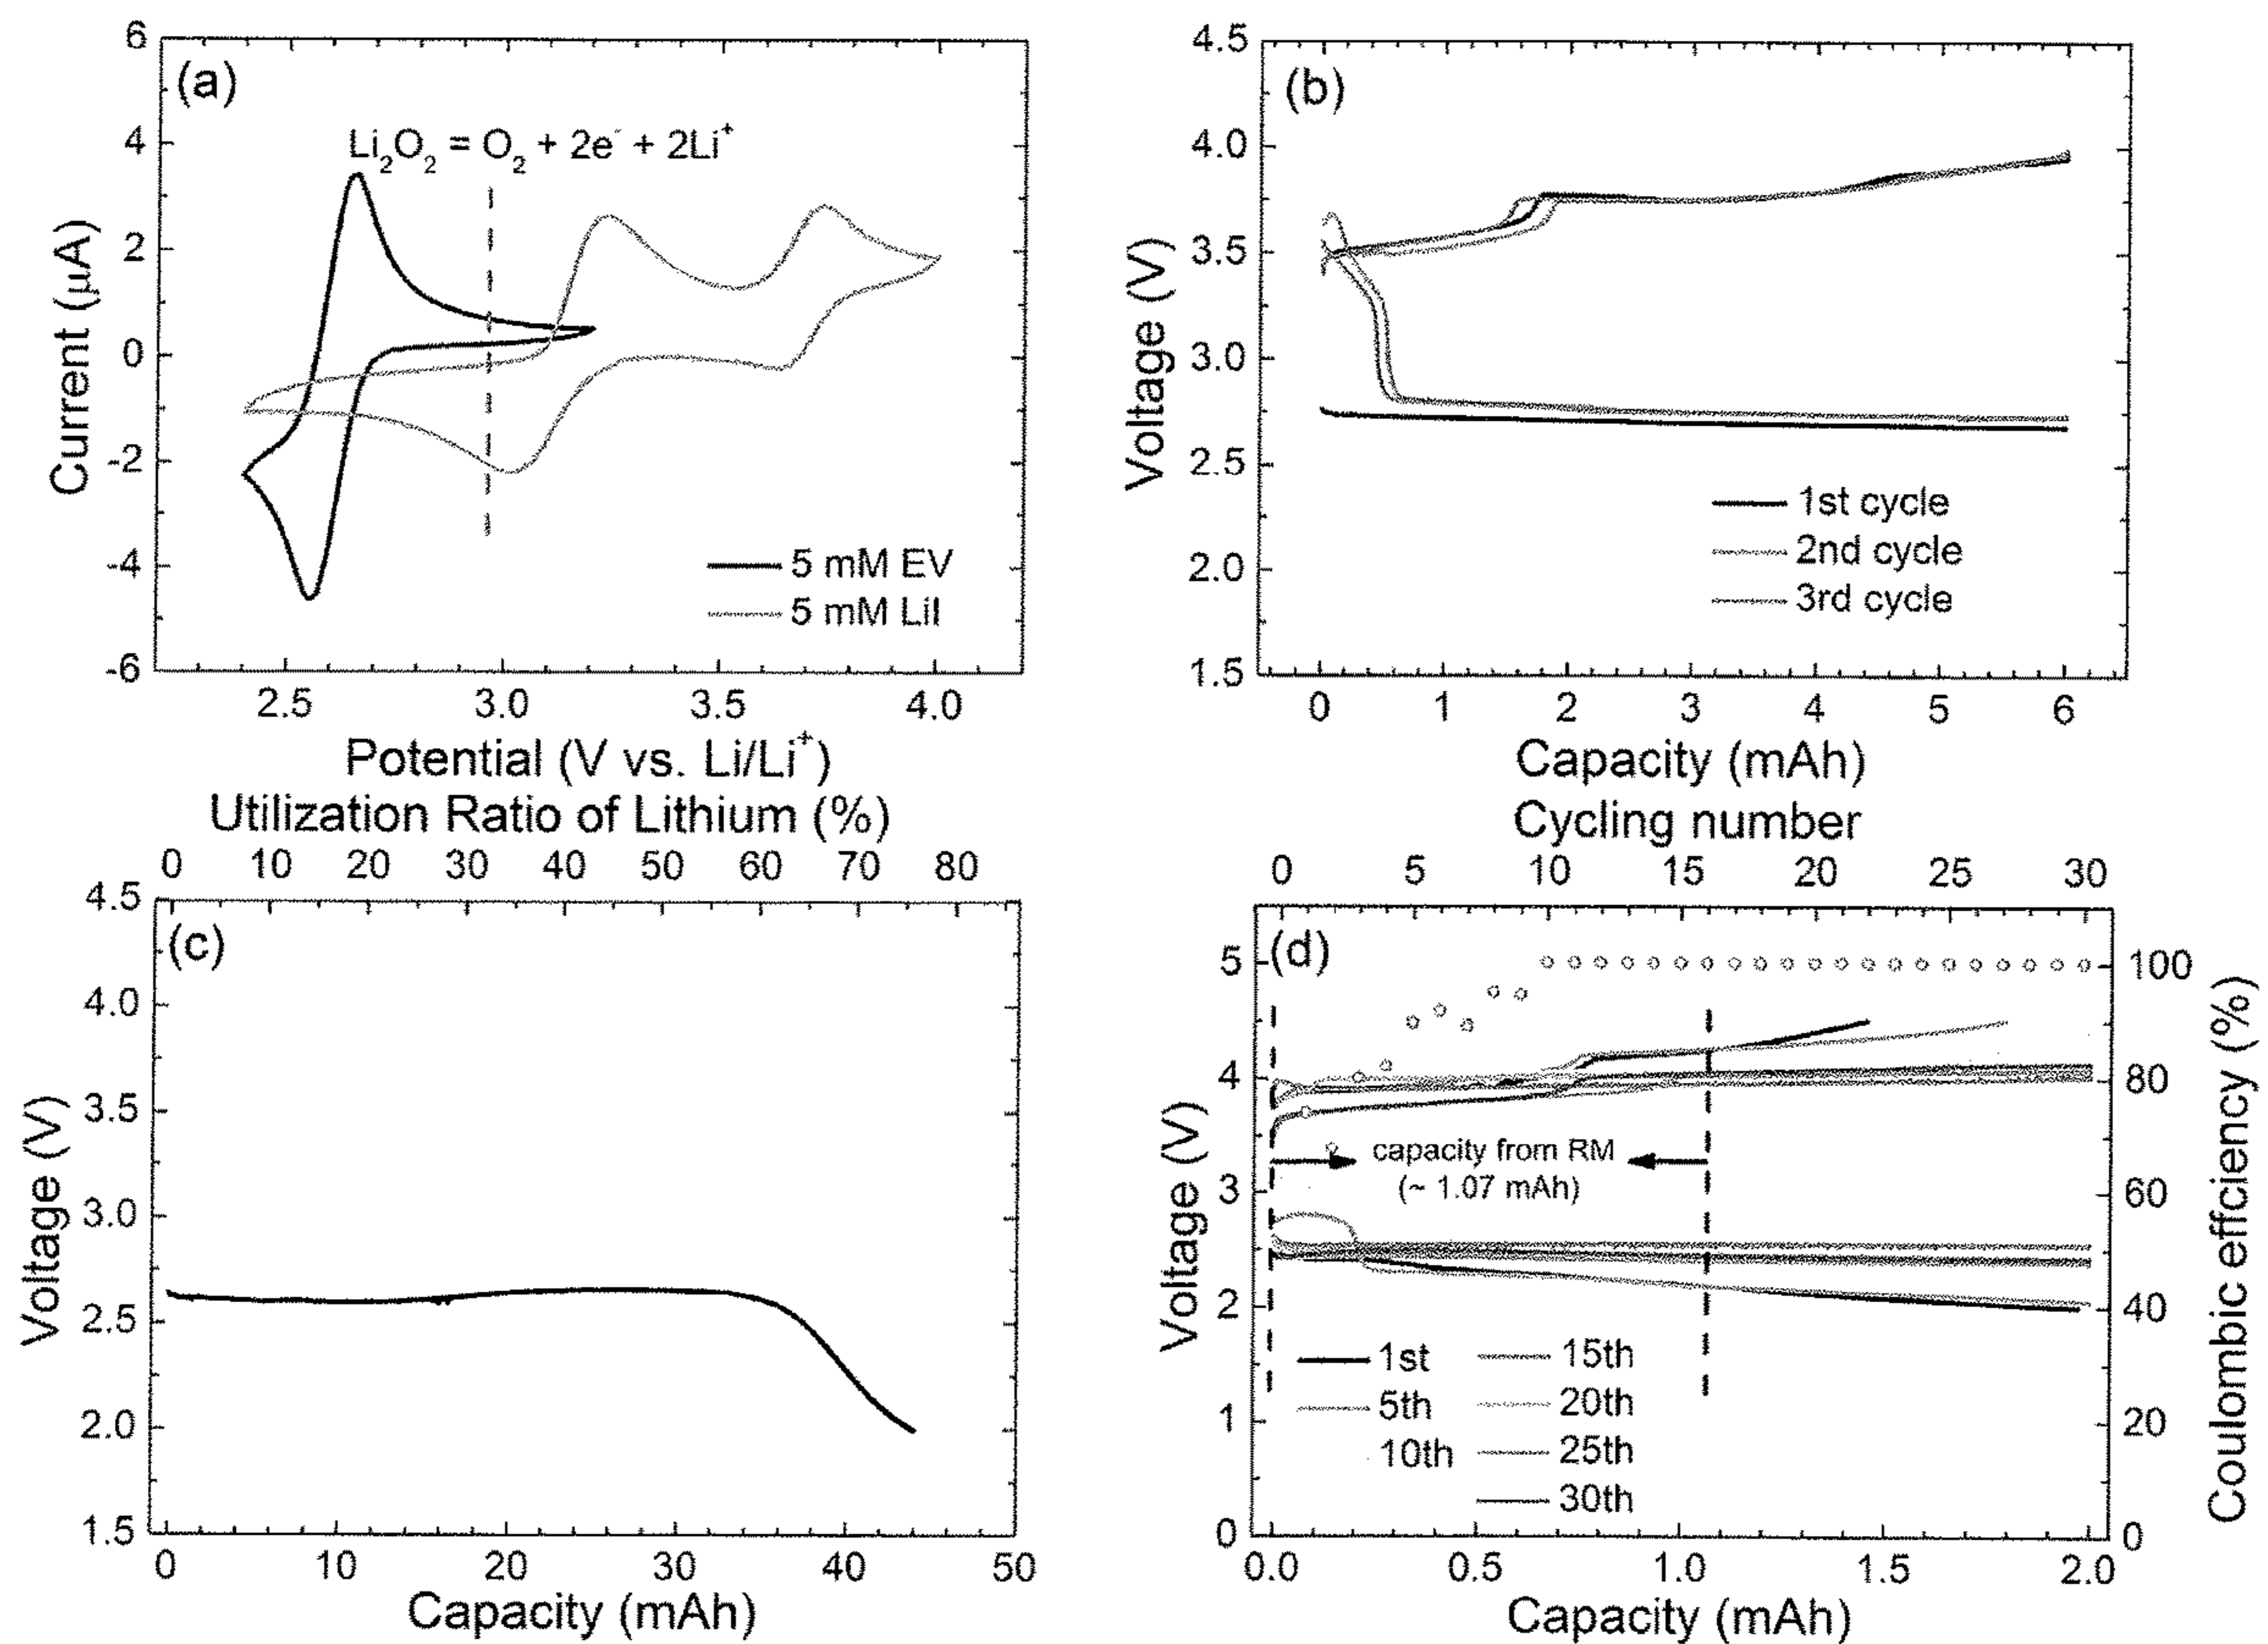 (a)
Li₂O₂ = O₂ + 2e⁻ + 2Li⁺
6
4
2
0
-2
-4
-6
Current (μA)
5 mM EV
5 mM LiI
2.5 3.0 3.5 4.0
Potential (V vs. Li/Li⁺)
(b)
4.5
4.0
3.5
3.0
2.5
2.0
1.5
Voltage (V)
1st cycle
2nd cycle
3rd cycle
0 1 2 3 4 5 6
Capacity (mAh)
Utilization Ratio of Lithium (%)
0 10 20 30 40 50 60 70 80
(c)
4.5
4.0
3.5
3.0
2.5
2.0
1.5
Voltage (V)
0 10 20 30 40 50
Capacity (mAh)
Cycling number
0 5 10 15 20 25 30
(d)
5
4
3
2
1
0
Voltage (V)
capacity from RM
(~ 1.07 mAh)
1st 15th
5th 20th
10th 25th
30th
100
80
60
40
20
0
Coulombic effciency (%)
0.0 0.5 1.0 1.5 2.0
Capacity (mAh)